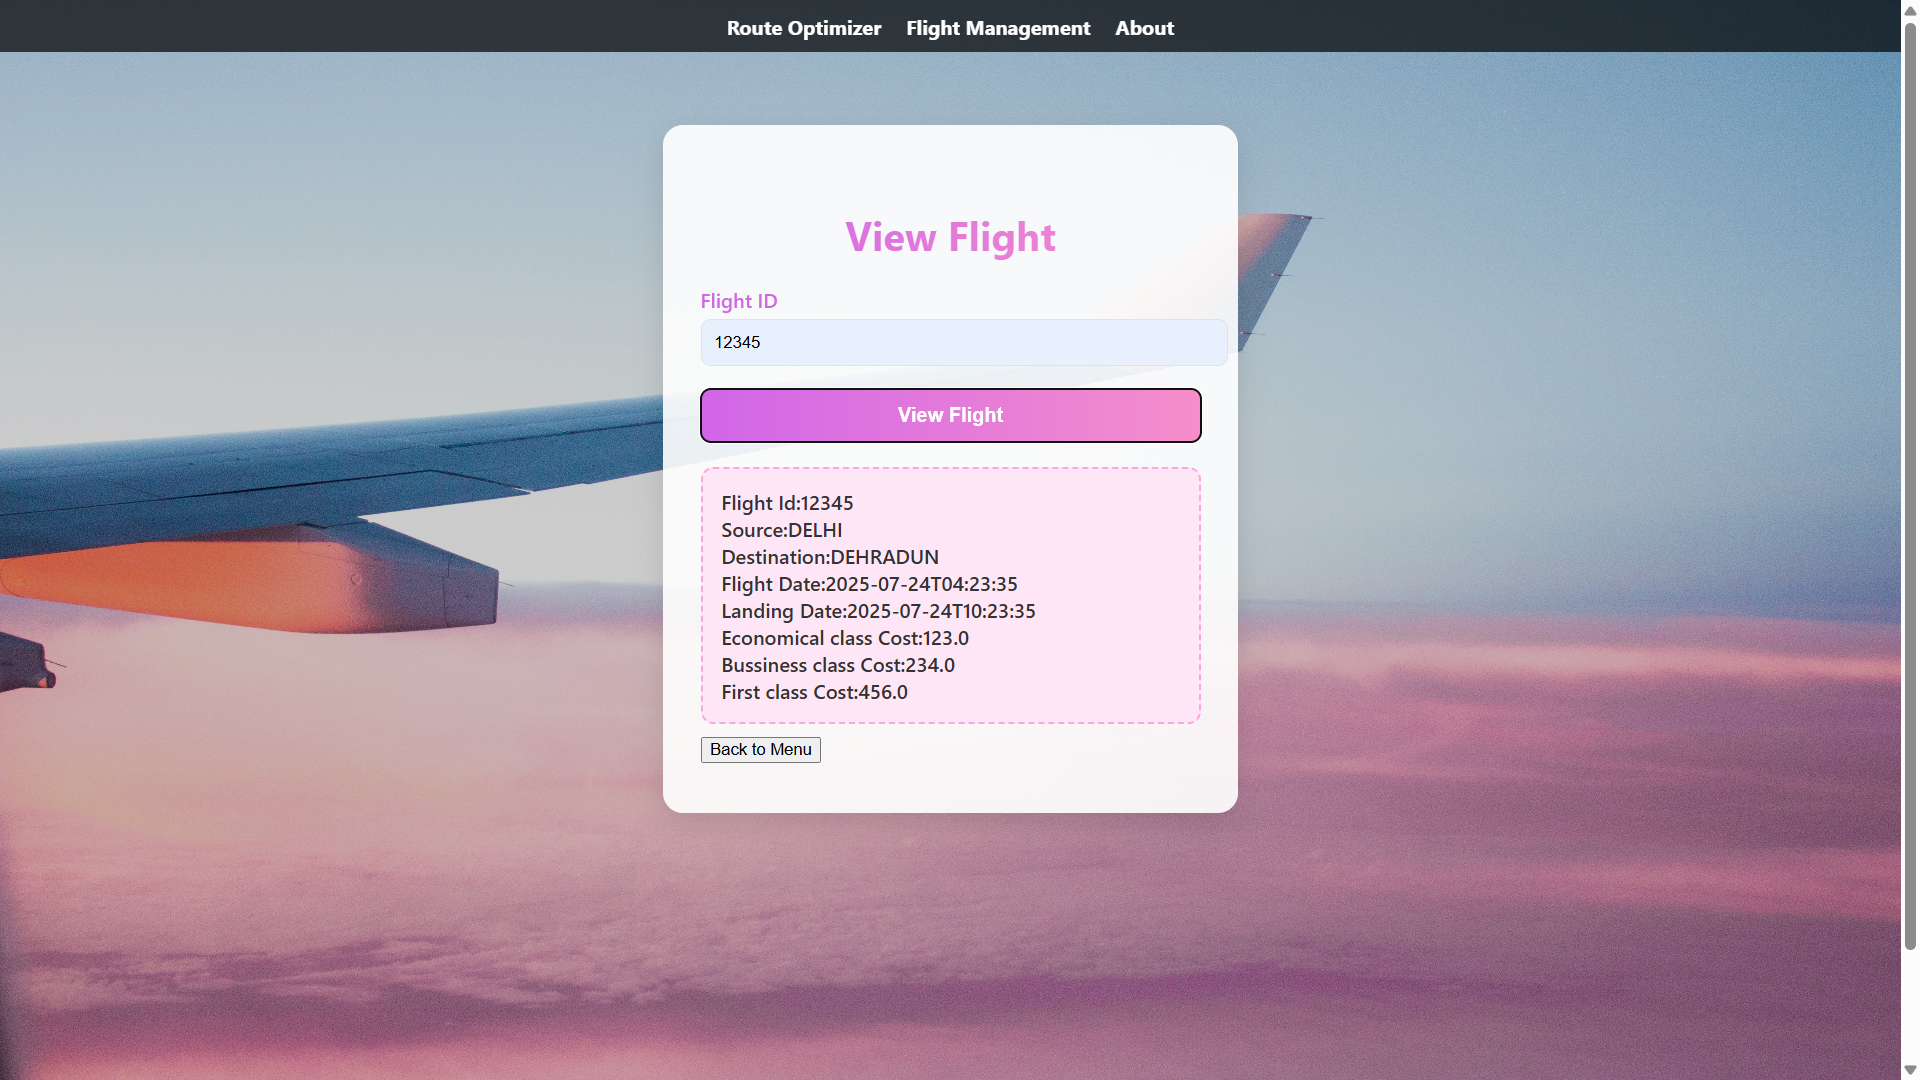 Route Optimizer Flight Management About
View Flight
Flight ID
12345
View Flight
Flight Id:12345
Source:DELHI
Destination:DEHRADUN
Flight Date:2025-07-24T04:23:35
Landing Date:2025-07-24T10:23:35
Economical class Cost:123.0
Bussiness class Cost:234.0
First class Cost:456.0
Back to Menu